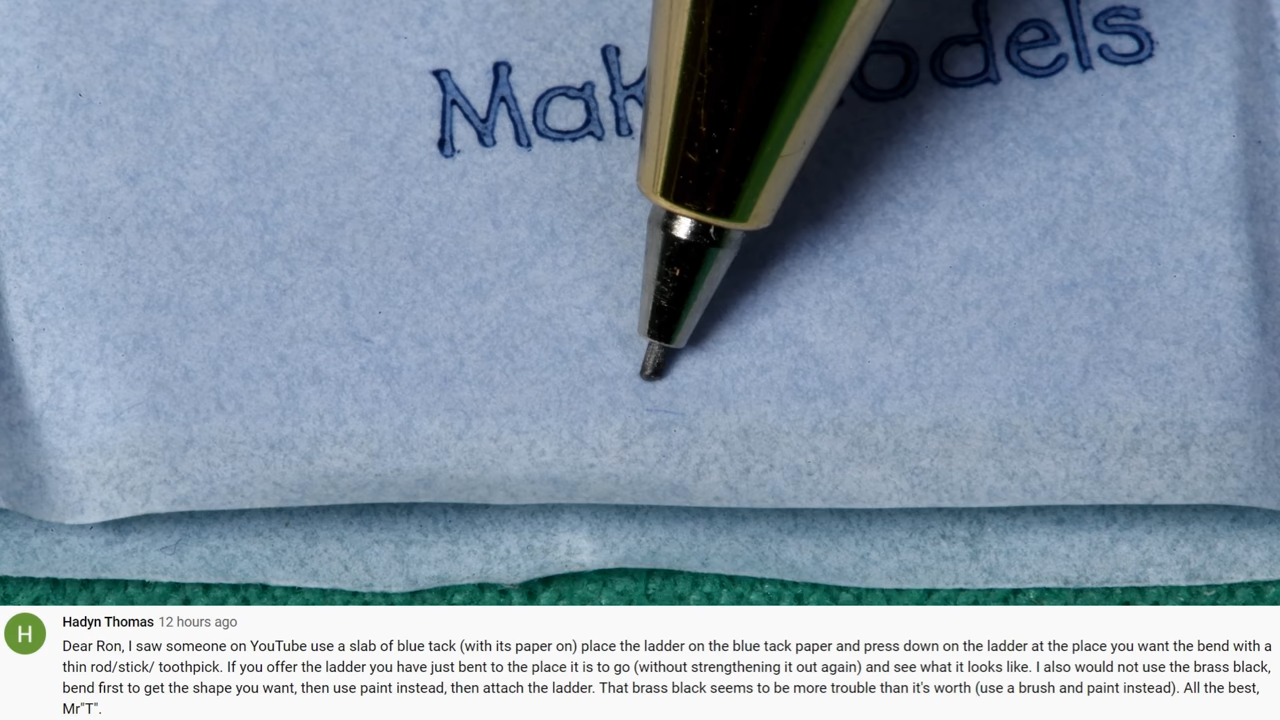 Mak odels
H
Hadyn Thomas 12 hours ago
Dear Ron, I saw someone on YouTube use a slab of blue tack (with its paper on) place the ladder on the blue tack paper and press down on the ladder at the place you want the bend with a
thin rod/stick/ toothpick. If you offer the ladder you have just bent to the place it is to go (without strengthening it out again) and see what it looks like. I also would not use the brass black,
bend first to get the shape you want, then use paint instead, then attach the ladder. That brass black seems to be more trouble than it's worth (use a brush and paint instead). All the best,
Mr"T".